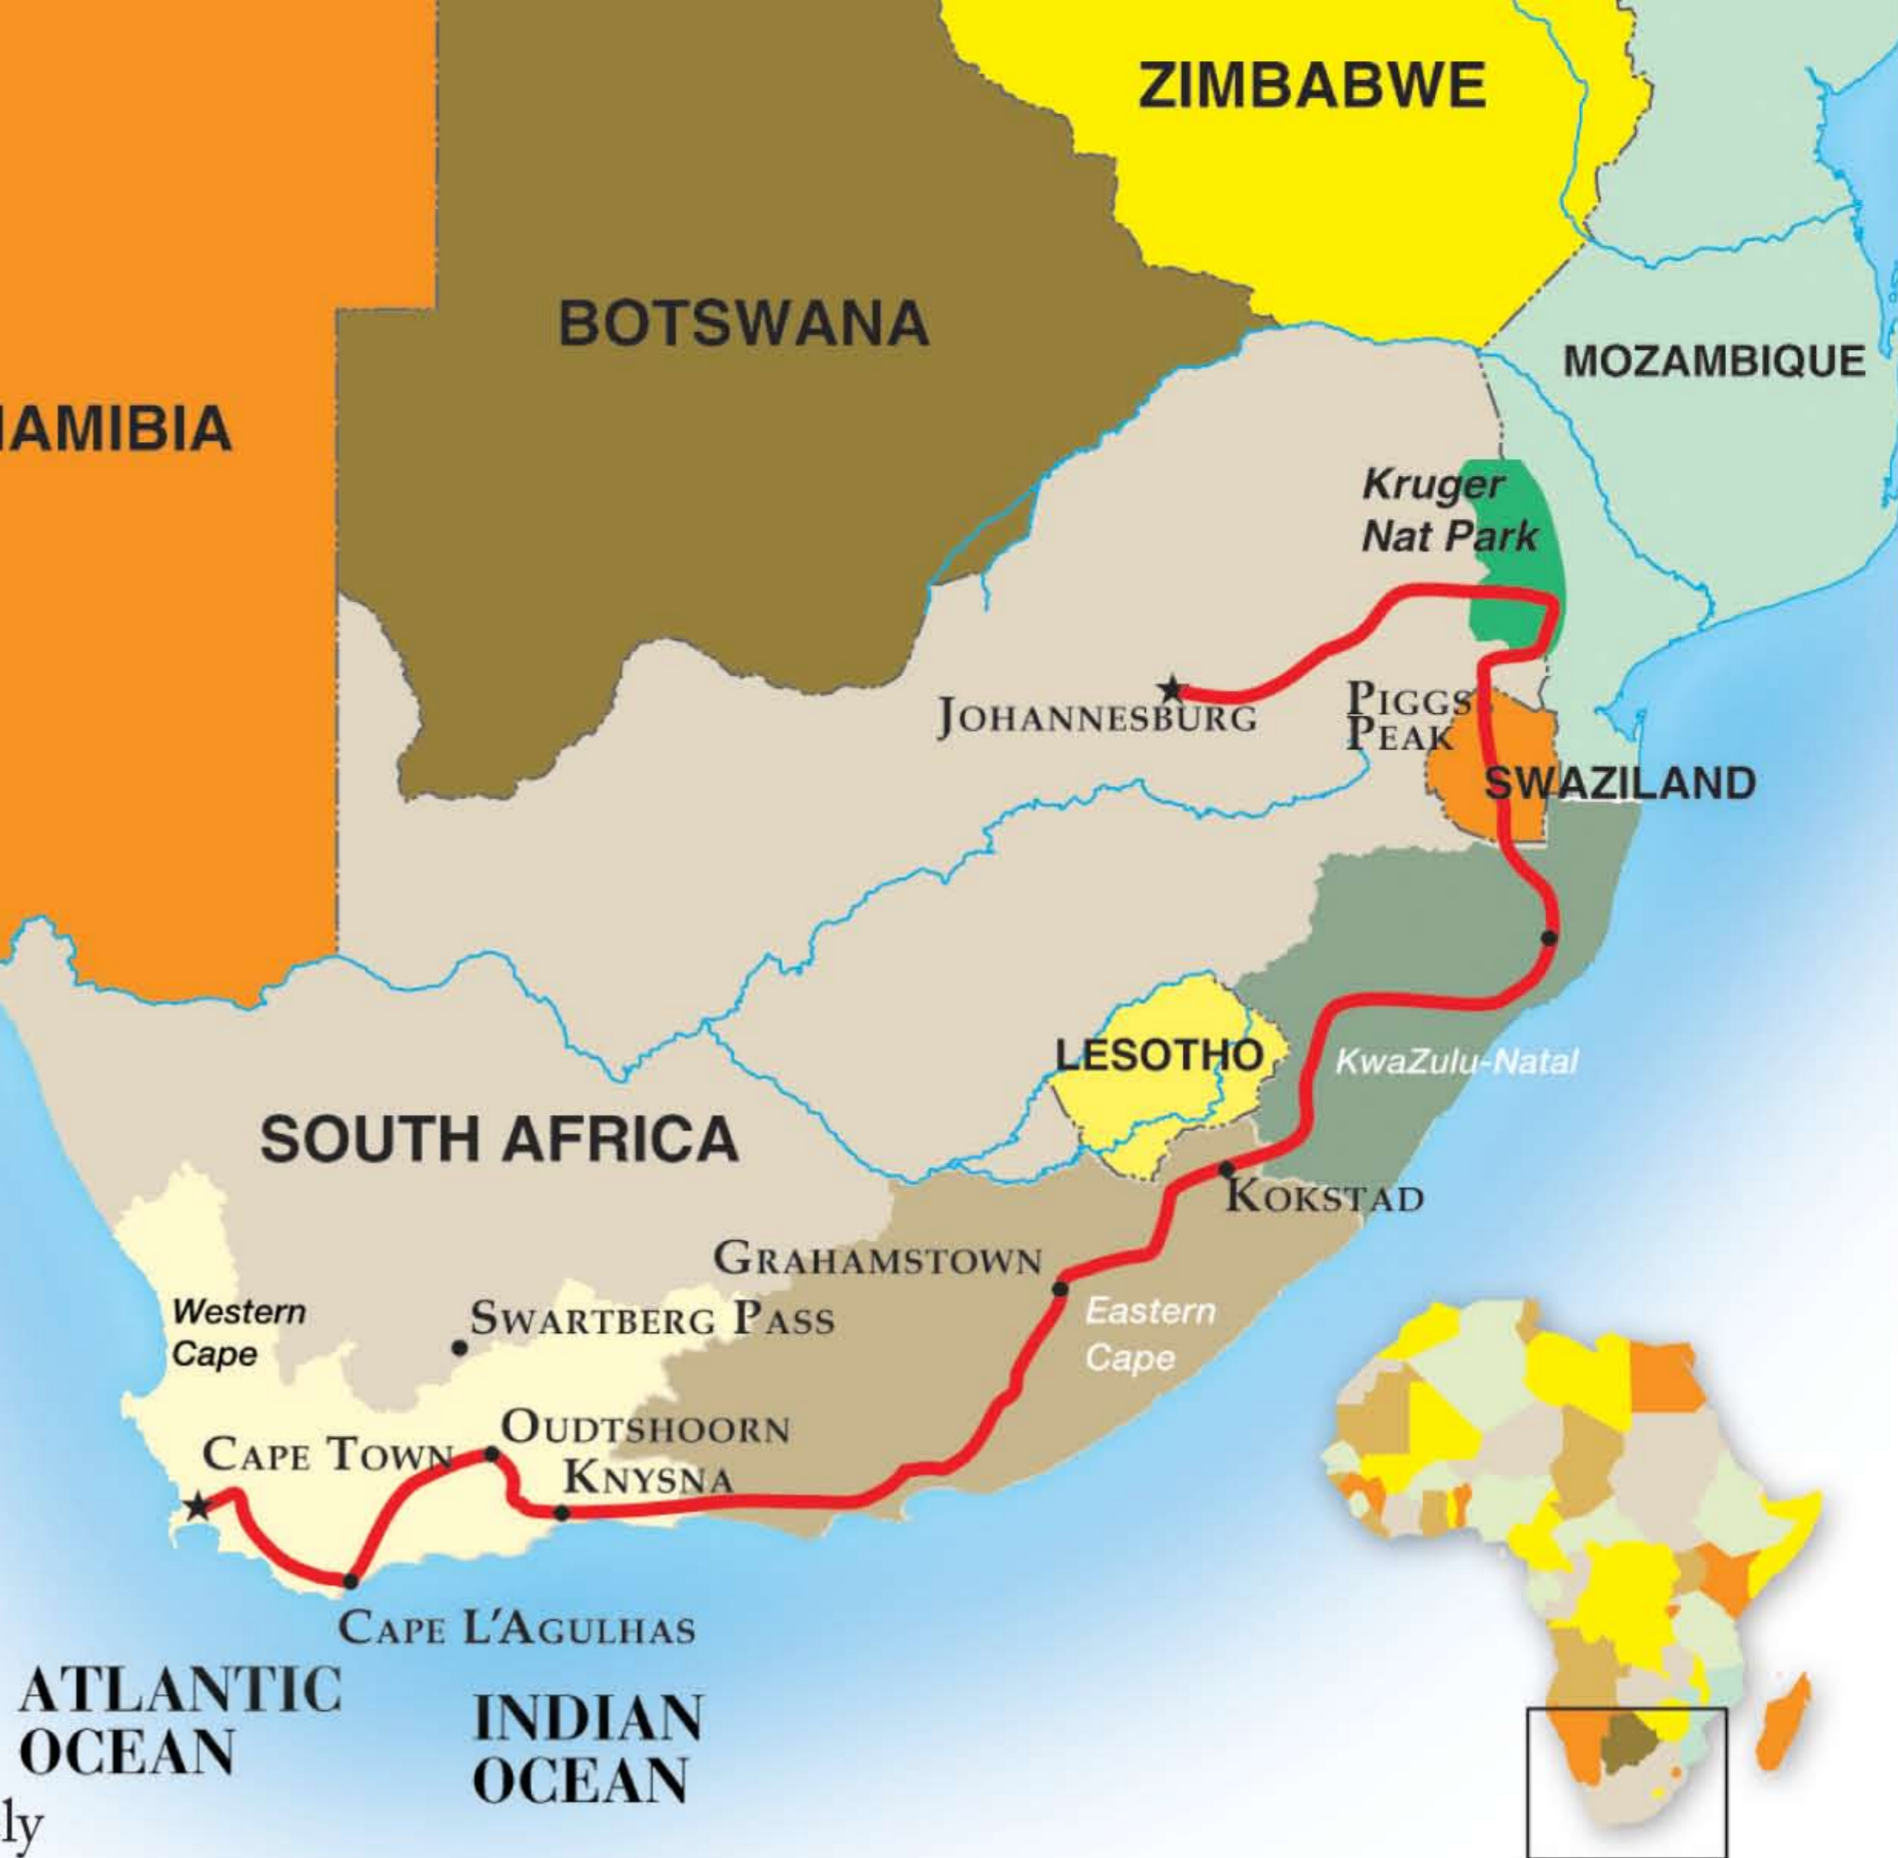 ZIMBABWE
BOTSWANA
MOZAMBIQUE
AMIBIA
Kruger
Nat Park
JOHANNESBURG
PIGGS
PEAK
SWAZILAND
LESOTHO
KwaZulu-Natal
SOUTH AFRICA
KOKSTAD
GRAHAMSTOWN
Western
Cape
SWARTBERG PASS
Eastern
Cape
OUDTSHOORN
CAPE TOWN
KNYSNA
CAPE L'AGULHAS
ATLANTIC
OCEAN
INDIAN
OCEAN
ly